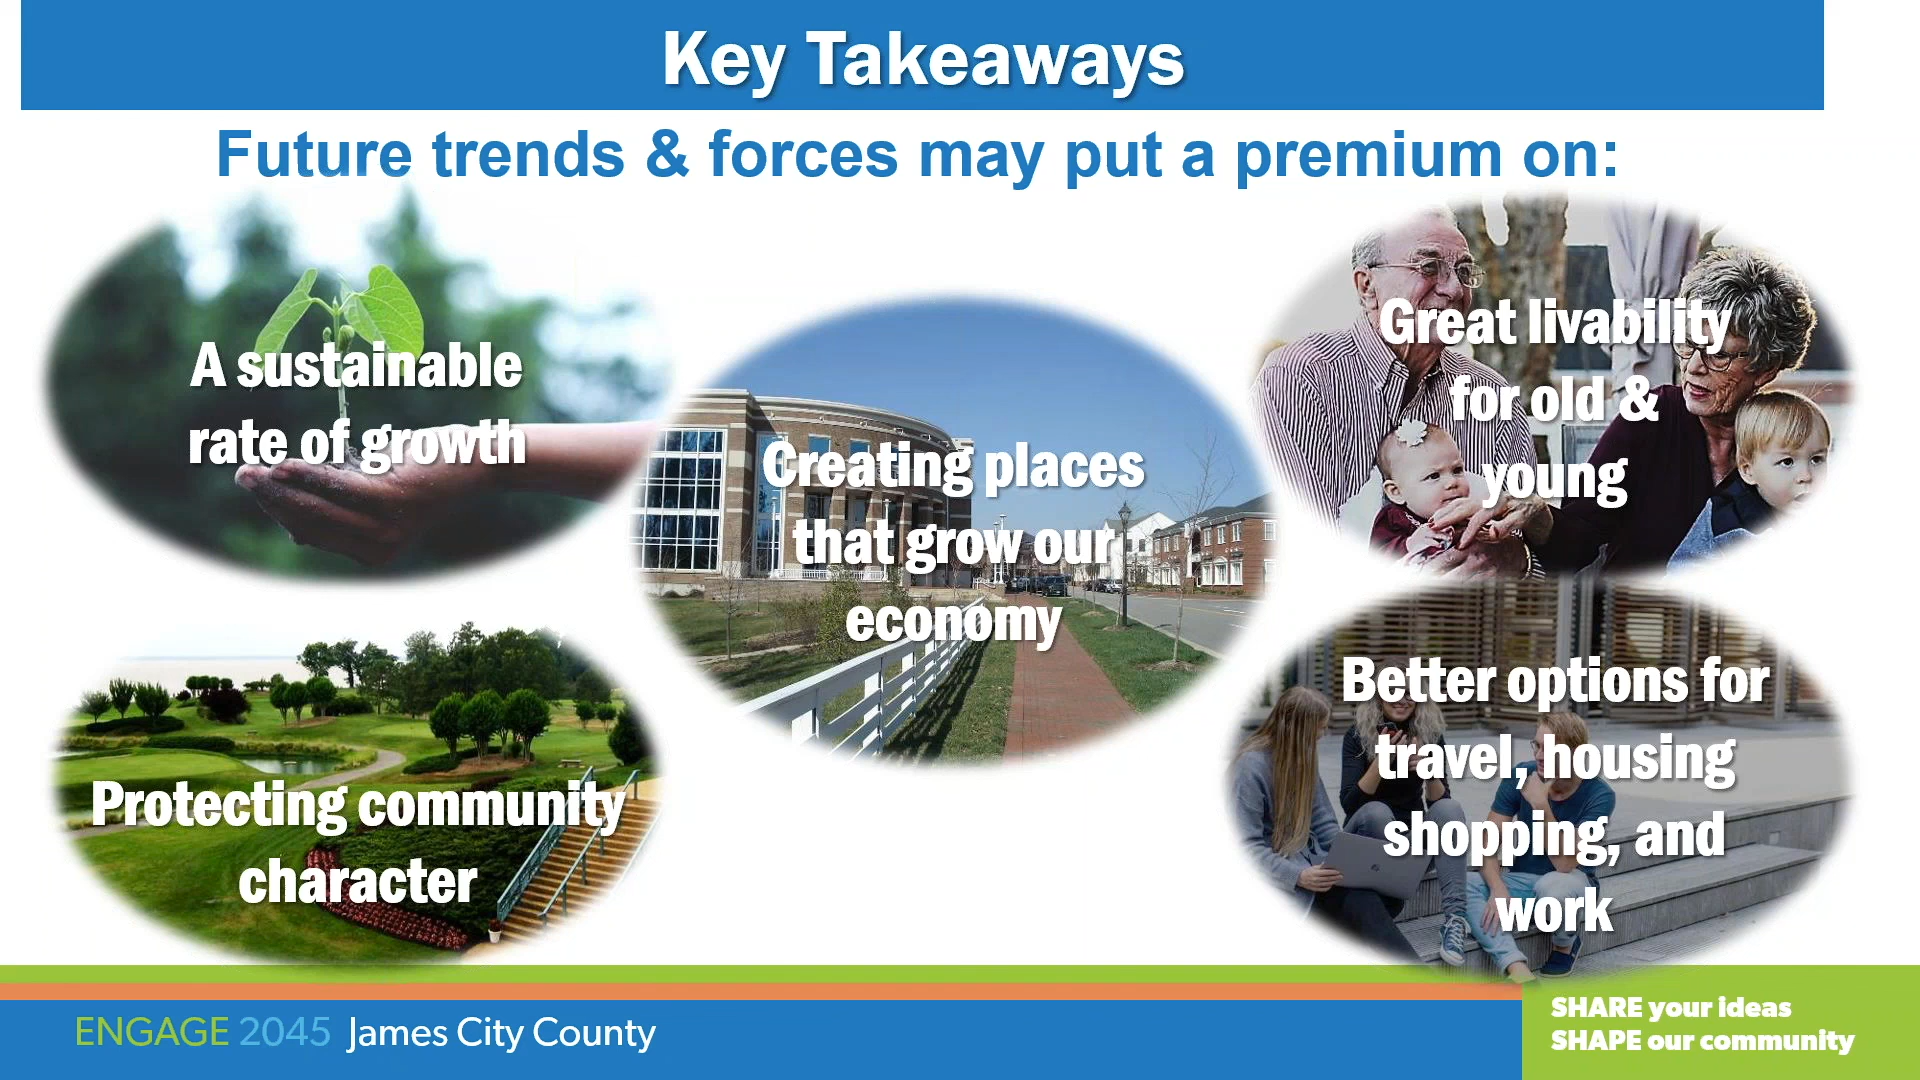 Key Takeaways
Future trends & forces may put a premium on:
A sustainable
rate of growth
Creating places
that grow our
economy
Great livability
for old &
young
Protecting community
character
Better options for
travel, housing
shopping, and
work
ENGAGE 2045 James City County
SHARE your ideas
SHAPE our community